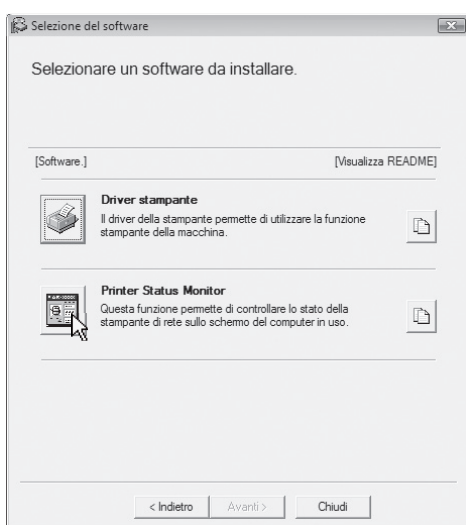 Selezione del software
Selezionare un software da installare.
[Software.] [Visualizza README]
Driver stampante
Il driver della stampante permette di utilizzare la funzione
stampante della macchina.
Printer Status Monitor
Questa funzione permette di controllare lo stato della
stampante di rete sullo schermo del computer in uso.
< Indietro Avanti > Chiudi